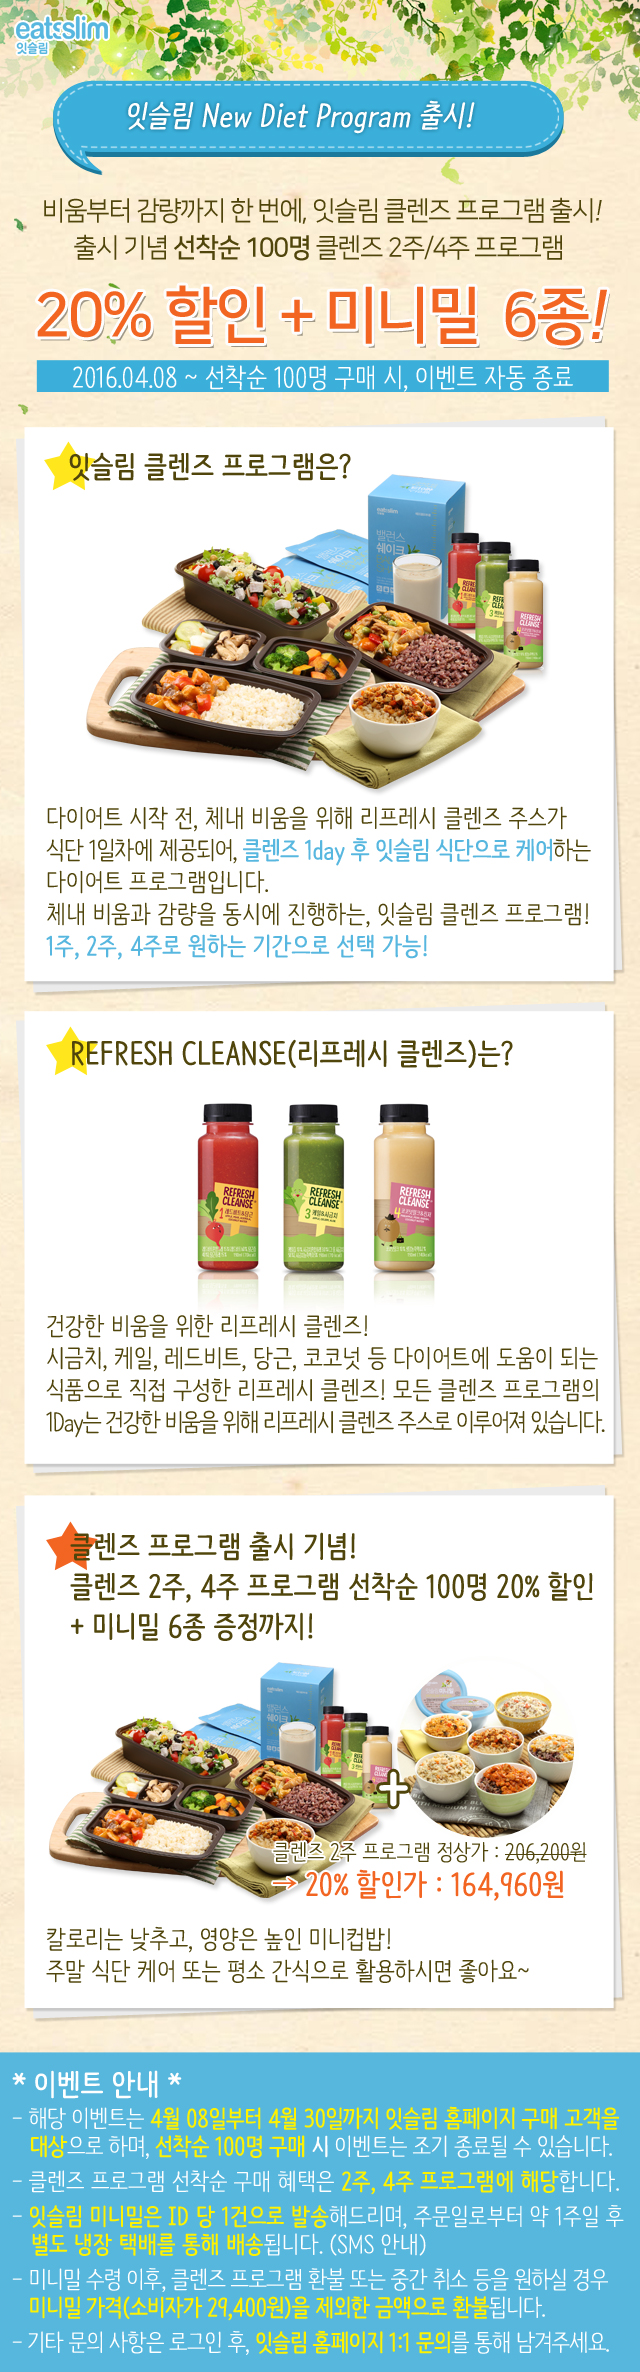 eatsslim
잇슬림
잇슬림 New Diet Program 출시!
비움부터 감량까지 한 번에, 잇슬림 클렌즈 프로그램 출시!
출시 기념 선착순 100명 클렌즈 2주/4주 프로그램
20% 할인 + 미니밀 6종!
2016.04.08 ~ 선착순 100명 구매 시, 이벤트 자동 종료
잇슬림 클렌즈 프로그램은?
eatsslim
밸런스
쉐이크
REFRESH
CLEANSE
다이어트 시작 전, 체내 비움을 위해 리프레시 클렌즈 주스가
식단 1일차에 제공되어, 클렌즈 1day 후 잇슬림 식단으로 케어하는
다이어트 프로그램입니다.
체내 비움과 감량을 동시에 진행하는, 잇슬림 클렌즈 프로그램!
1주, 2주, 4주로 원하는 기간으로 선택 가능!
REFRESH CLEANSE(리프레시 클렌즈)는?
REFRESH
CLEANSE
1 레드비트&당근
REFRESH
CLEANSE
3 케일&시금치
REFRESH
CLEANSE
4
건강한 비움을 위한 리프레시 클렌즈!
시금치, 케일, 레드비트, 당근, 코코넛 등 다이어트에 도움이 되는
식품으로 직접 구성한 리프레시 클렌즈! 모든 클렌즈 프로그램의
1Day는 건강한 비움을 위해 리프레시 클렌즈 주스로 이루어져 있습니다.
클렌즈 프로그램 출시 기념!
클렌즈 2주, 4주 프로그램 선착순 100명 20% 할인
+ 미니밀 6종 증정까지!
eatsslim
밸런스
쉐이크
REFRESH
CLEANSE
+
클렌즈 2주 프로그램 정상가 : 206,200원
→ 20% 할인가 : 164,960원
칼로리는 낮추고, 영양은 높인 미니컵밥!
주말 식단 케어 또는 평소 간식으로 활용하시면 좋아요~
* 이벤트 안내 *
- 해당 이벤트는 4월 08일부터 4월 30일까지 잇슬림 홈페이지 구매 고객을
대상으로 하며, 선착순 100명 구매 시 이벤트는 조기 종료될 수 있습니다.
- 클렌즈 프로그램 선착순 구매 혜택은 2주, 4주 프로그램에 해당합니다.
- 잇슬림 미니밀은 ID 당 1건으로 발송해드리며, 주문일로부터 약 1주일 후
별도 냉장 택배를 통해 배송됩니다. (SMS 안내)
- 미니밀 수령 이후, 클렌즈 프로그램 환불 또는 중간 취소 등을 원하실 경우
미니밀 가격(소비자가 29,400원)을 제외한 금액으로 환불됩니다.
- 기타 문의 사항은 로그인 후, 잇슬림 홈페이지 1:1 문의를 통해 남겨주세요.